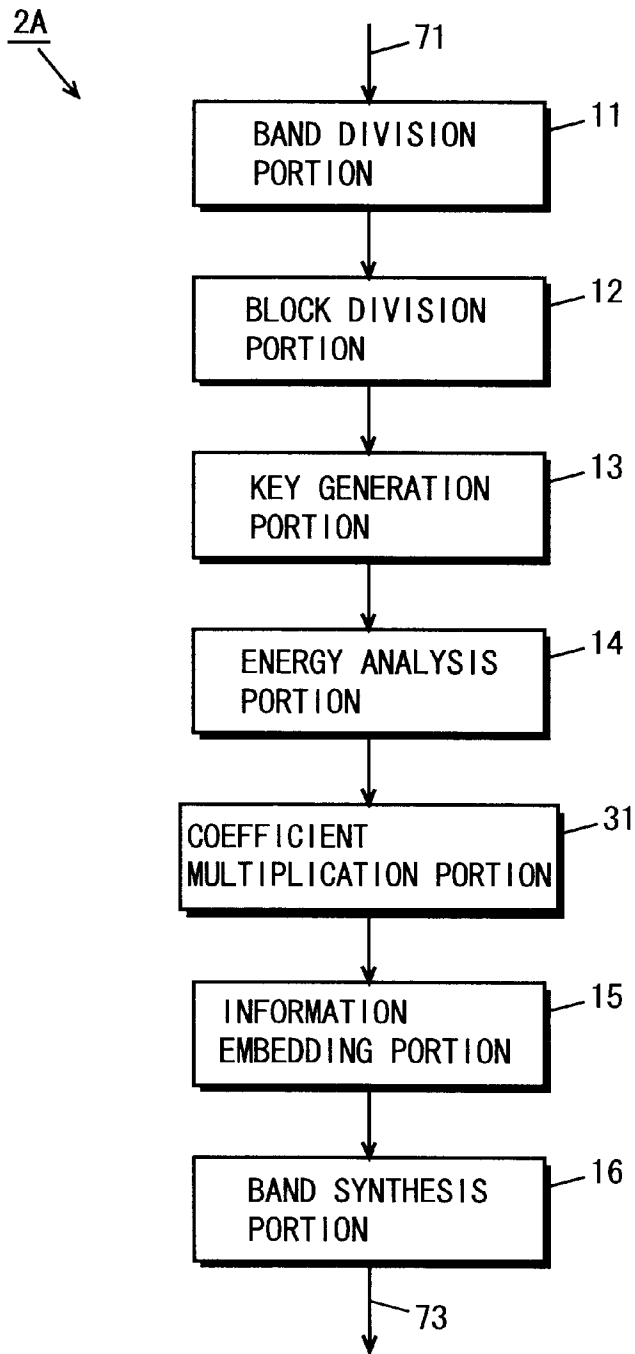 2A
71
BAND DIVISION
PORTION
11
BLOCK DIVISION
PORTION
12
KEY GENERATION
PORTION
13
ENERGY ANALYSIS
PORTION
14
COEFFICIENT
MULTIPLICATION PORTION
31
INFORMATION
EMBEDDING PORTION
15
BAND SYNTHESIS
PORTION
16
73